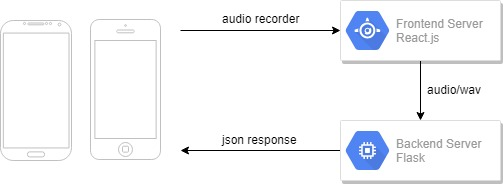 audio recorder
Frontend Server
React.js
audio/wav
json response
Backend Server
Flask